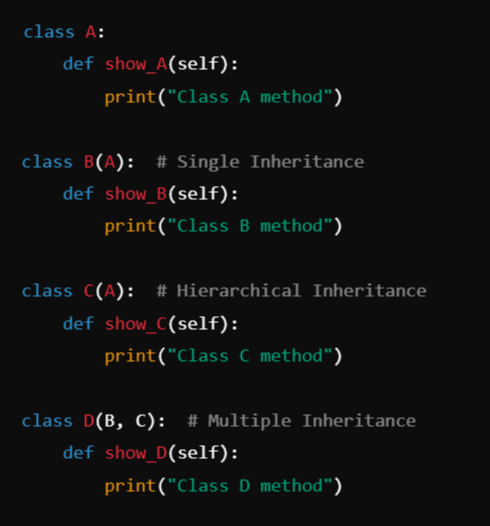 class A:
    def show_A(self):
        print("Class A method")
class B(A):  # Single Inheritance
    def show_B(self):
        print("Class B method")
class C(A):  # Hierarchical Inheritance
    def show_C(self):
        print("Class C method")
class D(B, C):  # Multiple Inheritance
    def show_D(self):
        print("Class D method")